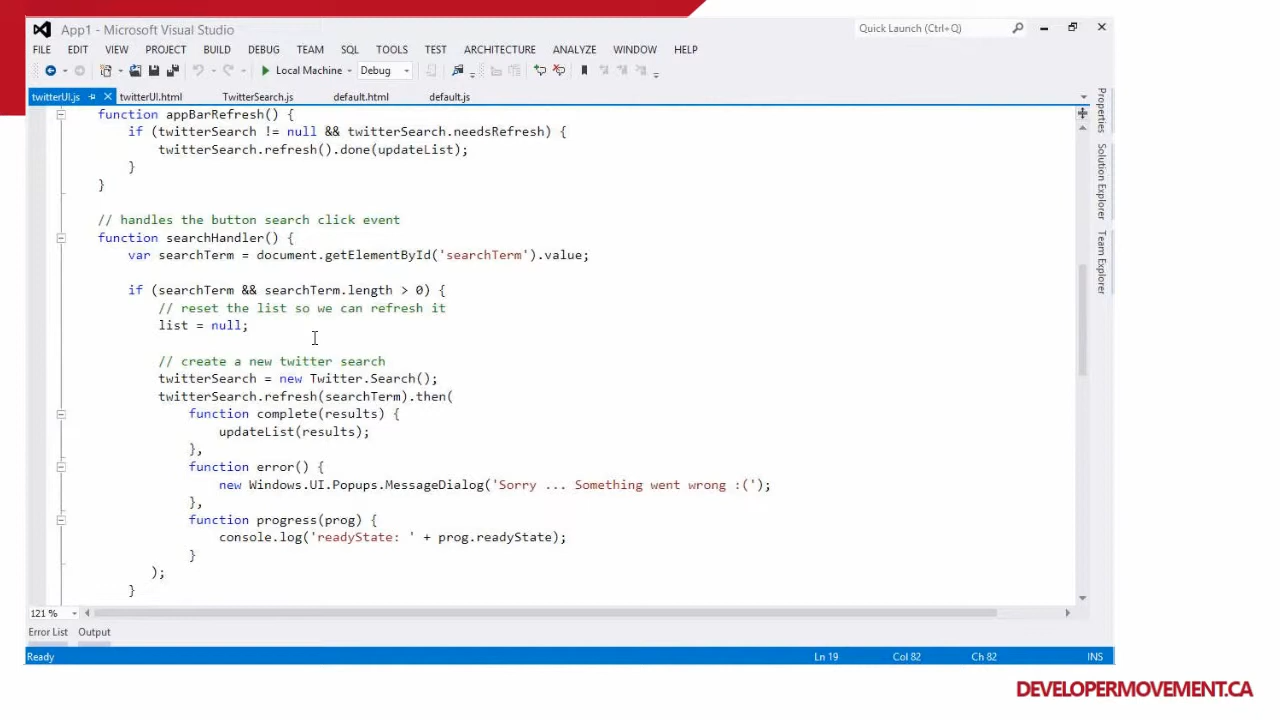 App1 - Microsoft Visual Studio
Quick Launch (Ctrl+Q)
FILE EDIT VIEW PROJECT BUILD DEBUG TEAM SQL TOOLS TEST ARCHITECTURE ANALYZE WINDOW HELP
Local Machine Debug
twitterUI.js twitterUI.html TwitterSearch.js default.html default.js
function appBarRefresh() {
if (twitterSearch != null && twitterSearch.needsRefresh) {
twitterSearch.refresh().done(updateList);
}
}
// handles the button search click event
function searchHandler() {
var searchTerm = document.getElementById('searchTerm').value;
if (searchTerm && searchTerm.length > 0) {
// reset the list so we can refresh it
list = null;
// create a new twitter search
twitterSearch = new Twitter.Search();
twitterSearch.refresh(searchTerm).then(
function complete(results) {
updateList(results);
},
function error() {
new Windows.UI.Popups.MessageDialog('Sorry ... Something went wrong :(');
},
function progress(prog) {
console.log('readyState: ' + prog.readyState);
}
);
}
Properties
Solution Explorer
Team Explorer
121 %
Error List Output
Ready Ln 19 Col 82 Ch 82 INS
DEVELOPERMOVEMENT.CA